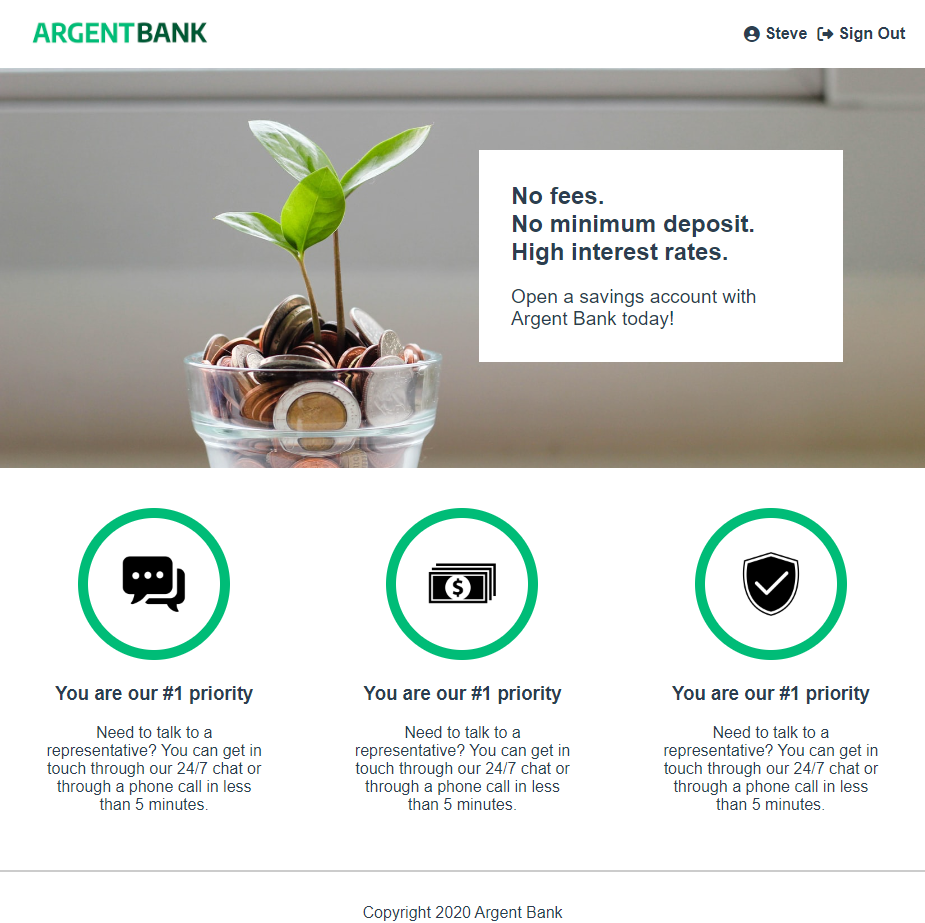 ARGENTBANK
Steve Sign Out
No fees.
No minimum deposit.
High interest rates.
Open a savings account with
Argent Bank today!
$
You are our #1 priority
Need to talk to a
representative? You can get in
touch through our 24/7 chat or
through a phone call in less
than 5 minutes.
You are our #1 priority
Need to talk to a
representative? You can get in
touch through our 24/7 chat or
through a phone call in less
than 5 minutes.
You are our #1 priority
Need to talk to a
representative? You can get in
touch through our 24/7 chat or
through a phone call in less
than 5 minutes.
Copyright 2020 Argent Bank